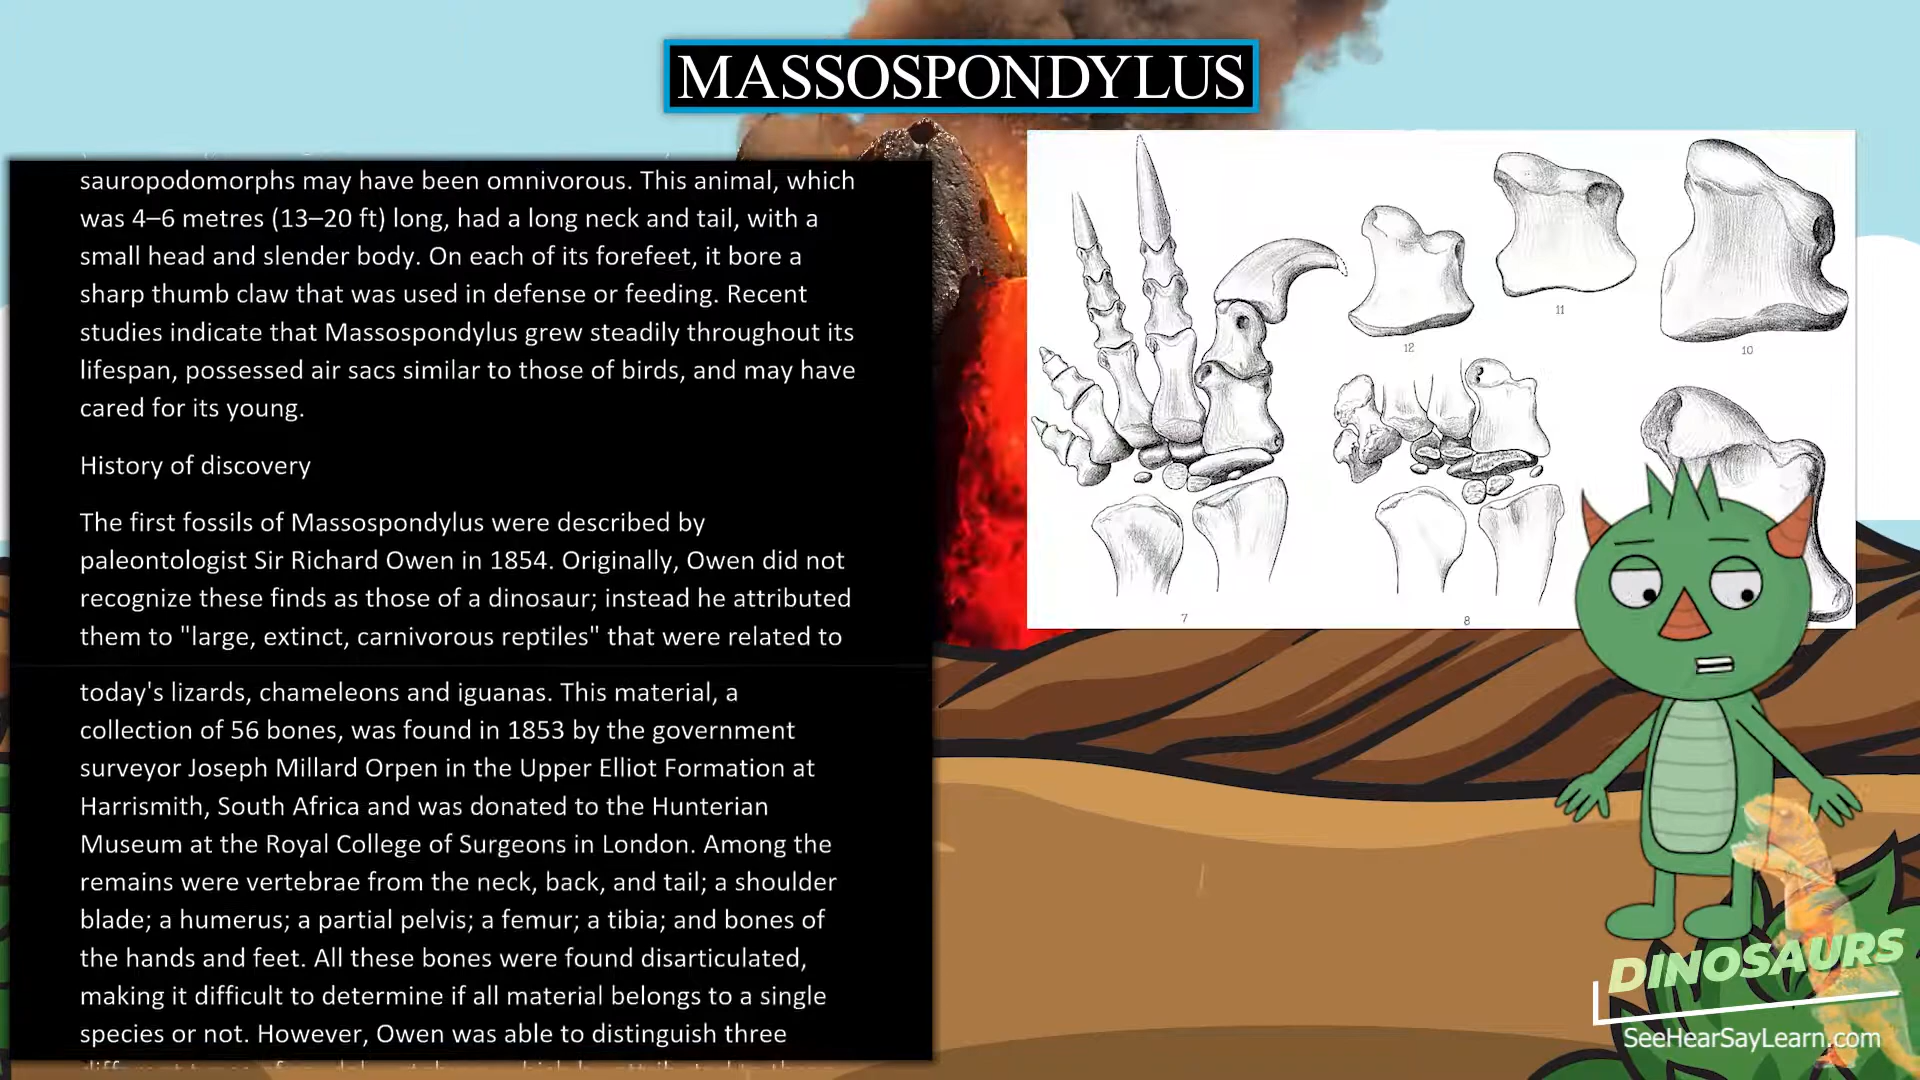 MASSOSPONDYLUS
sauropodomorphs may have been omnivorous. This animal, which
was 4–6 metres (13–20 ft) long, had a long neck and tail, with a
small head and slender body. On each of its forefeet, it bore a
sharp thumb claw that was used in defense or feeding. Recent
studies indicate that Massospondylus grew steadily throughout its
lifespan, possessed air sacs similar to those of birds, and may have
cared for its young.
History of discovery
The first fossils of Massospondylus were described by
paleontologist Sir Richard Owen in 1854. Originally, Owen did not
recognize these finds as those of a dinosaur; instead he attributed
them to "large, extinct, carnivorous reptiles" that were related to
today's lizards, chameleons and iguanas. This material, a
collection of 56 bones, was found in 1853 by the government
surveyor Joseph Millard Orpen in the Upper Elliot Formation at
Harrismith, South Africa and was donated to the Hunterian
Museum at the Royal College of Surgeons in London. Among the
remains were vertebrae from the neck, back, and tail; a shoulder
blade; a humerus; a partial pelvis; a femur; a tibia; and bones of
the hands and feet. All these bones were found disarticulated,
making it difficult to determine if all material belongs to a single
species or not. However, Owen was able to distinguish three
11
12
10
7
8
DINOSAURS
SeeHearSayLearn.com